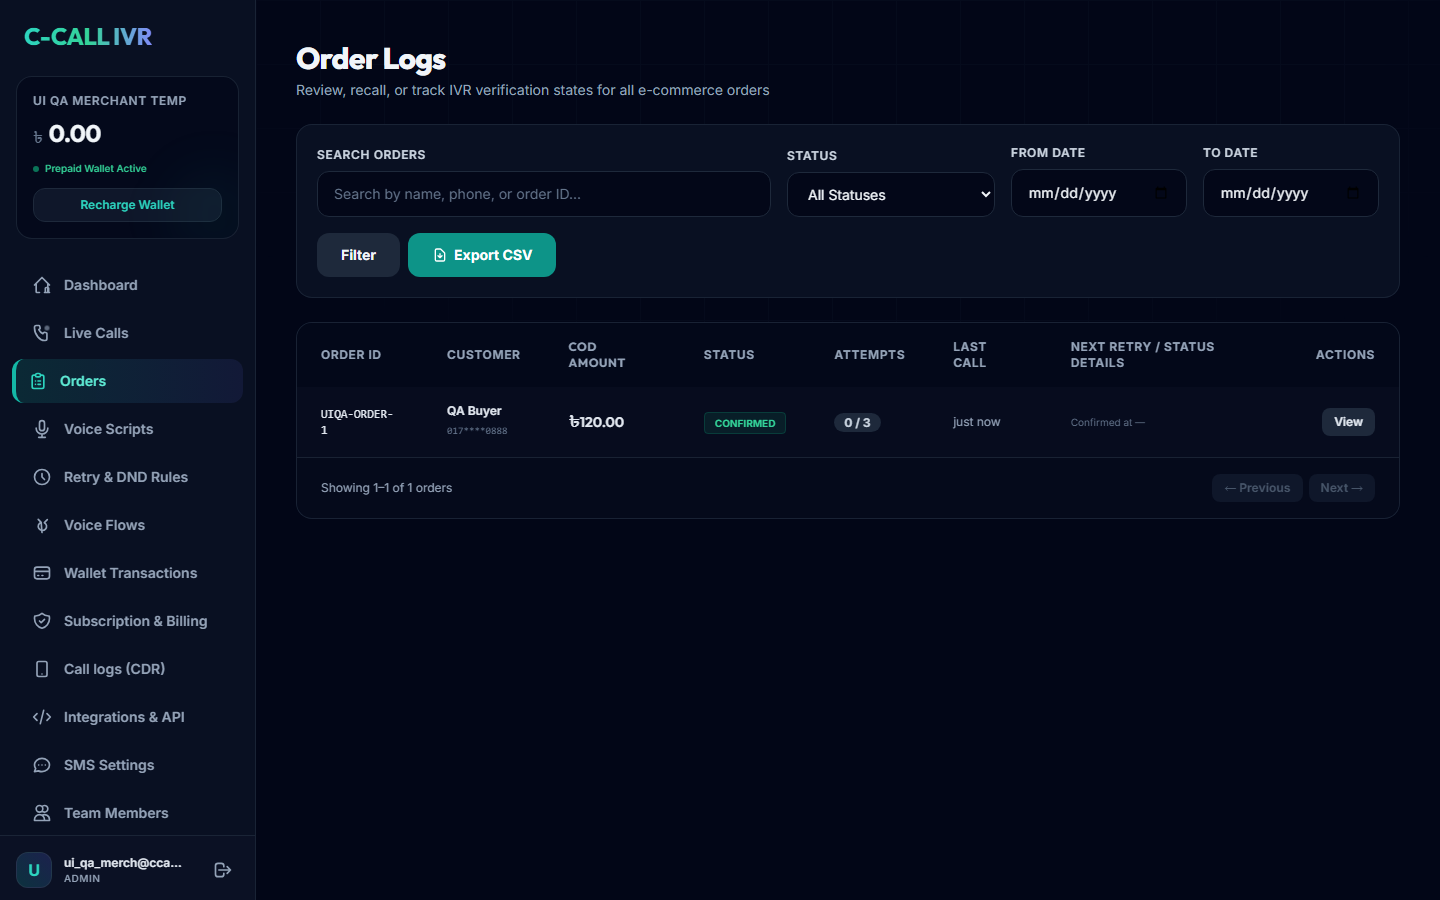 C-CALL IVR
UI QA MERCHANT TEMP
৳ 0.00
Prepaid Wallet Active
Recharge Wallet
Dashboard
Live Calls
Orders
Voice Scripts
Retry & DND Rules
Voice Flows
Wallet Transactions
Subscription & Billing
Call logs (CDR)
Integrations & API
SMS Settings
Team Members
U
ui_qa_merch@cca...
ADMIN
Order Logs
Review, recall, or track IVR verification states for all e-commerce orders
SEARCH ORDERS
Search by name, phone, or order ID...
STATUS
All Statuses
FROM DATE
mm/dd/yyyy
TO DATE
mm/dd/yyyy
Filter
Export CSV
ORDER ID
CUSTOMER
COD
AMOUNT
STATUS
ATTEMPTS
LAST
CALL
NEXT RETRY / STATUS
DETAILS
ACTIONS
UIQA-ORDER-
1
QA Buyer
017****0888
৳120.00
CONFIRMED
0 / 3
just now
Confirmed at —
View
Showing 1–1 of 1 orders
← Previous
Next →